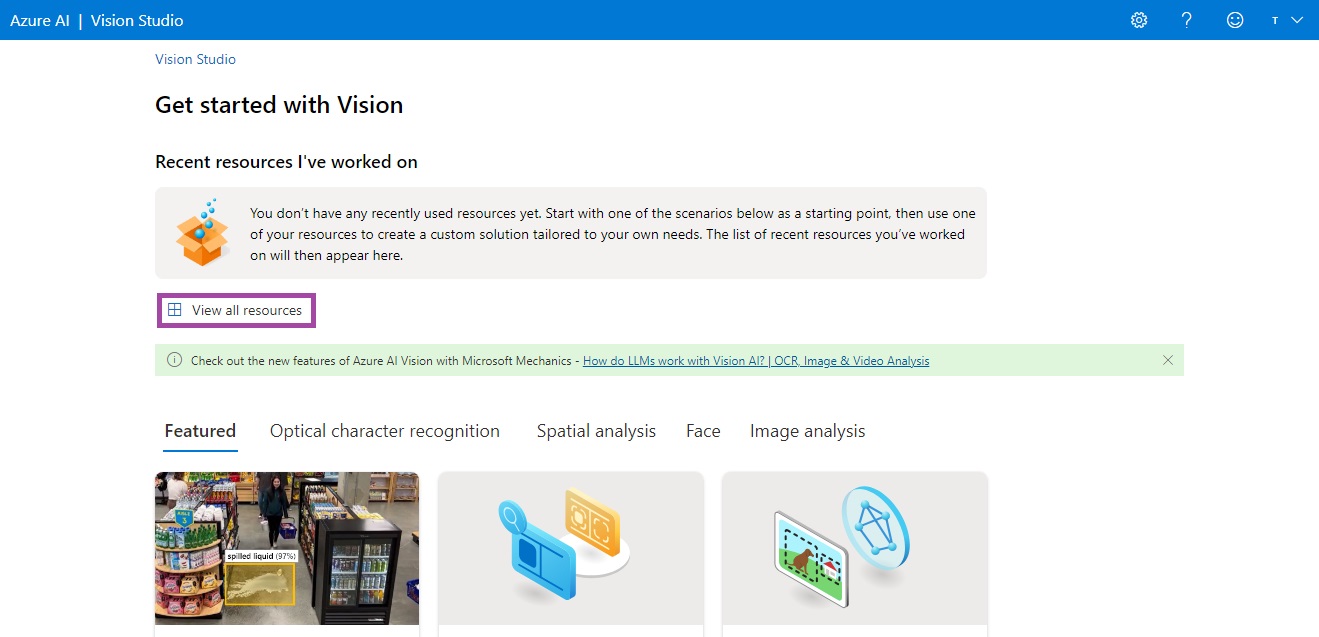 Azure AI | Vision Studio
T
Vision Studio
Get started with Vision
Recent resources I've worked on
You don't have any recently used resources yet. Start with one of the scenarios below as a starting point, then use one
of your resources to create a custom solution tailored to your own needs. The list of recent resources you've worked
on will then appear here.
View all resources
Check out the new features of Azure AI Vision with Microsoft Mechanics - How do LLMs work with Vision AI? | OCR, Image & Video Analysis
Featured Optical character recognition Spatial analysis Face Image analysis
AISLE
3
spilled liquid (97%)